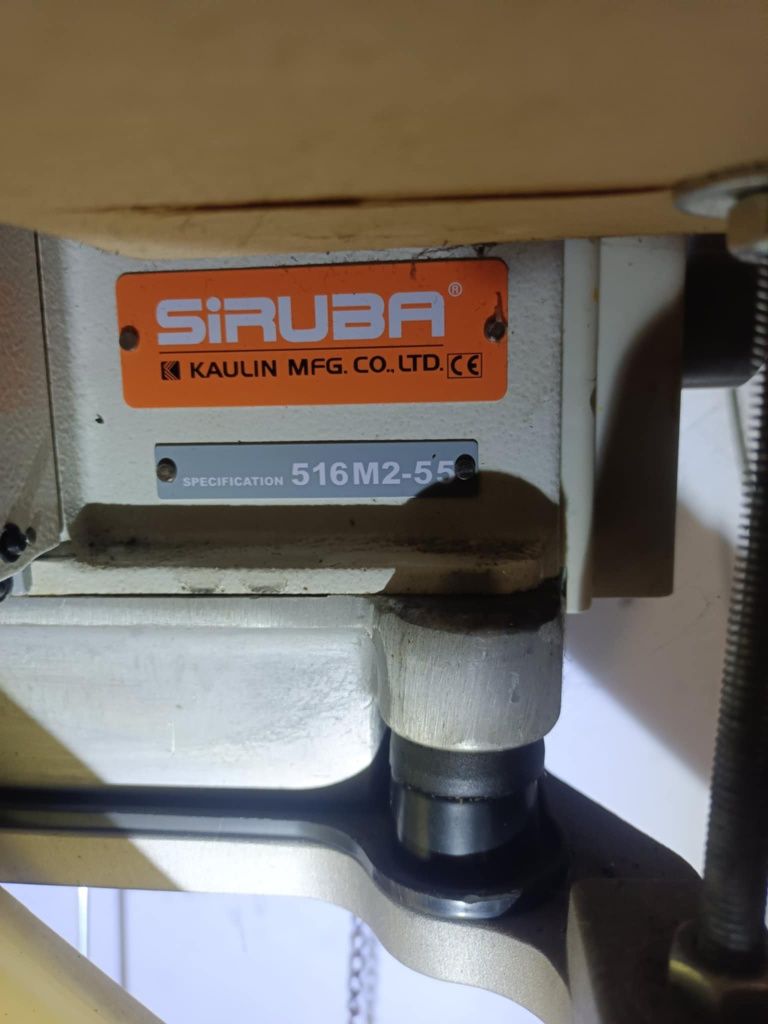 SiRUBA®
KAULIN MFG. CO., LTD. CE
SPECIFICATION 516M2-55